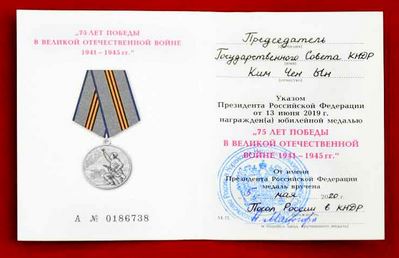 „75 ЛЕТ ПОБЕДЫ
В ВЕЛИКОЙ ОТЕЧЕСТВЕННОЙ ВОЙНЕ
1941–1945 гг."
А № 0186738
Председатель
Государственного Совета КНДР
Ким Чен Ын
Указом
Президента Российской Федерации
от 13 июня 2019 г.
награжден(а) юбилейной медалью
„75 ЛЕТ ПОБЕДЫ
В ВЕЛИКОЙ ОТЕЧЕСТВЕННОЙ
ВОЙНЕ 1941–1945 гг."
От имени
Президента Российской Федерации
медаль вручена
мая 2020 г.
Посол России в КНДР
М.П.